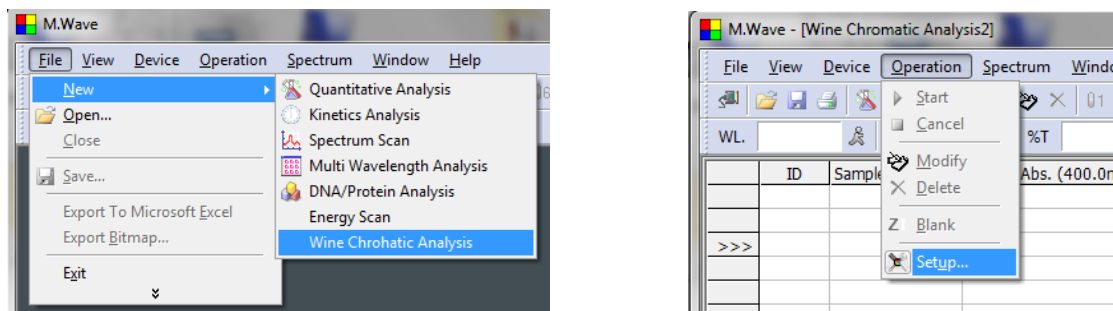 M.Wave
File View Device Operation Spectrum Window Help
New
Open...
Close
Save...
Export To Microsoft Excel
Export Bitmap...
Exit
Quantitative Analysis
Kinetics Analysis
Spectrum Scan
Multi Wavelength Analysis
DNA/Protein Analysis
Energy Scan
Wine Chrohatic Analysis
M.Wave - [Wine Chromatic Analysis2]
File View Device Operation Spectrum Windo
WL. %T
ID Sample Abs. (400.0n
>>>
Start
Cancel
Modify
Delete
Z Blank
Setup...